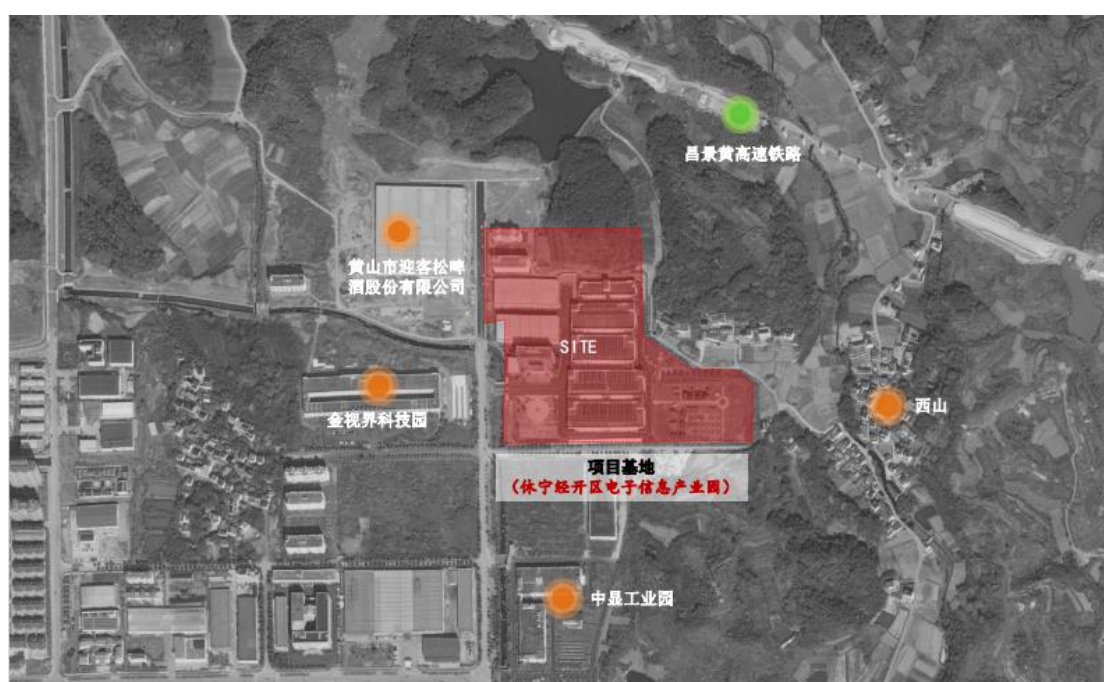 昌景黄高速铁路
黄山市迎客松啤
酒股份有限公司
SITE
金视界科技园
西山
项目基地
（休宁经开区电子信息产业园）
中显工业园